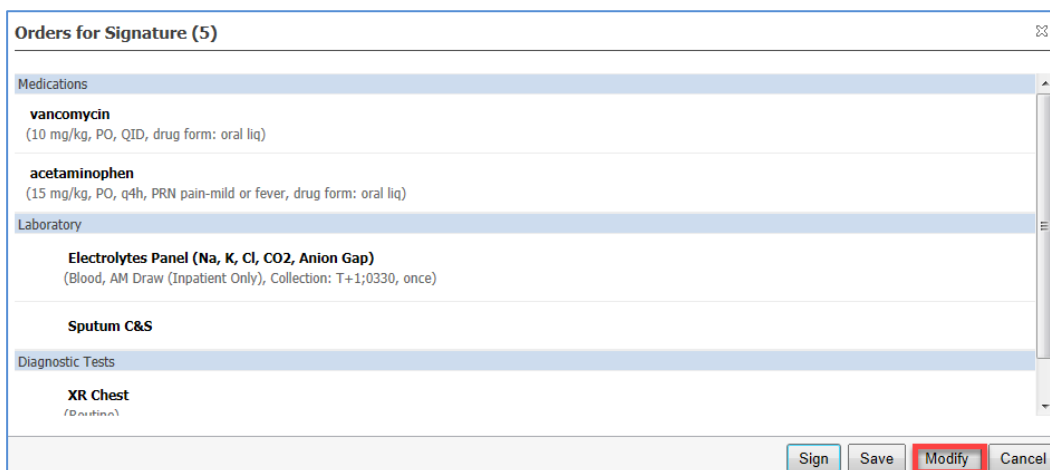 Orders for Signature (5)
Medications
vancomycin
(10 mg/kg, PO, QID, drug form: oral liq)
acetaminophen
(15 mg/kg, PO, q4h, PRN pain-mild or fever, drug form: oral liq)
Laboratory
Electrolytes Panel (Na, K, Cl, CO2, Anion Gap)
(Blood, AM Draw (Inpatient Only), Collection: T+1;0330, once)
Sputum C&S
Diagnostic Tests
XR Chest
(Routine)
Sign Save Modify Cancel